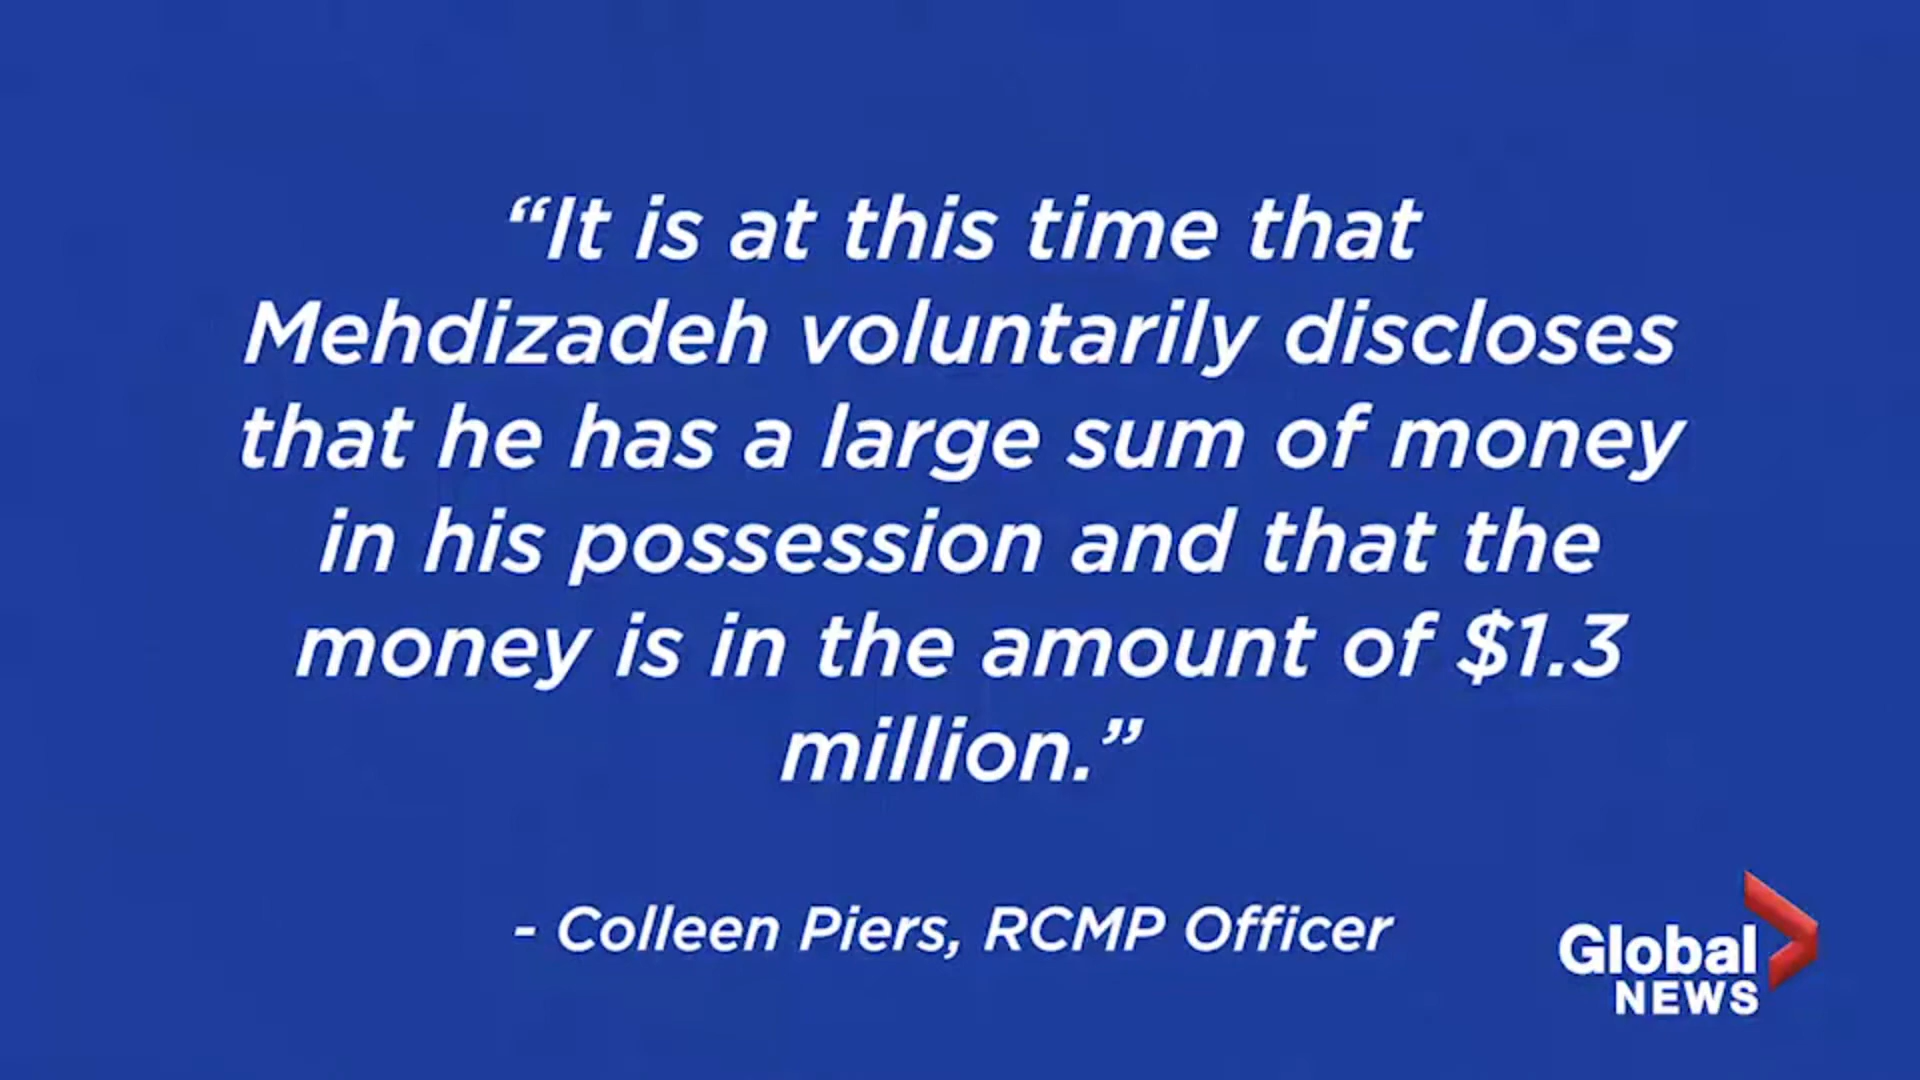 “It is at this time that
Mehdizadeh voluntarily discloses
that he has a large sum of money
in his possession and that the
money is in the amount of $1.3
million.”
- Colleen Piers, RCMP Officer
Global
NEWS